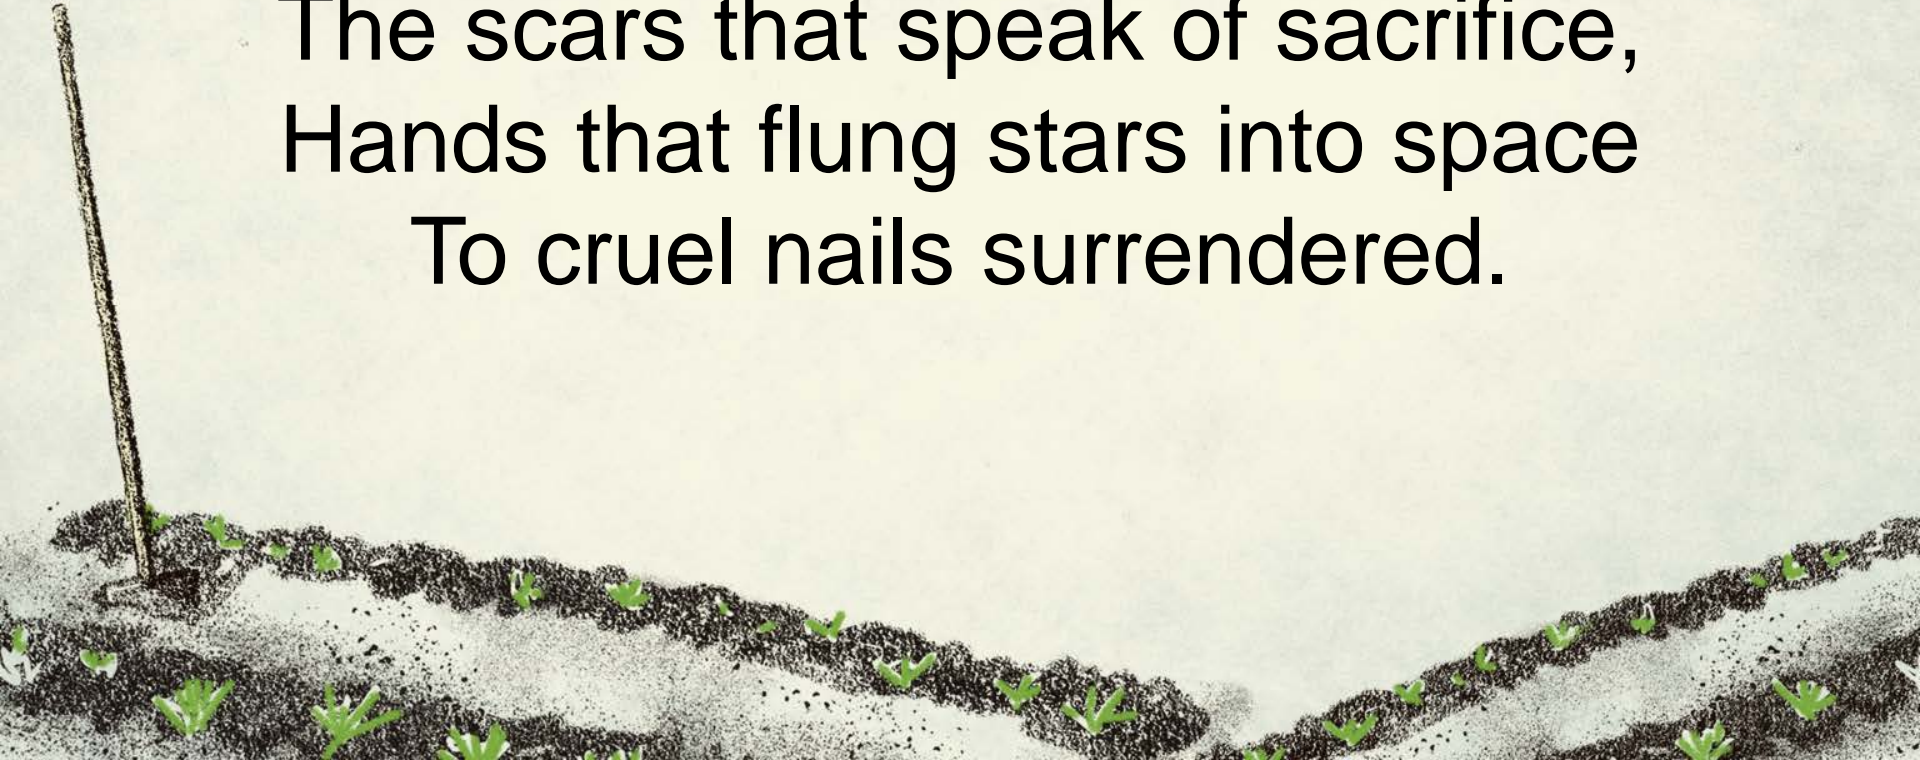 The scars that speak of sacrifice,
Hands that flung stars into space
To cruel nails surrendered.